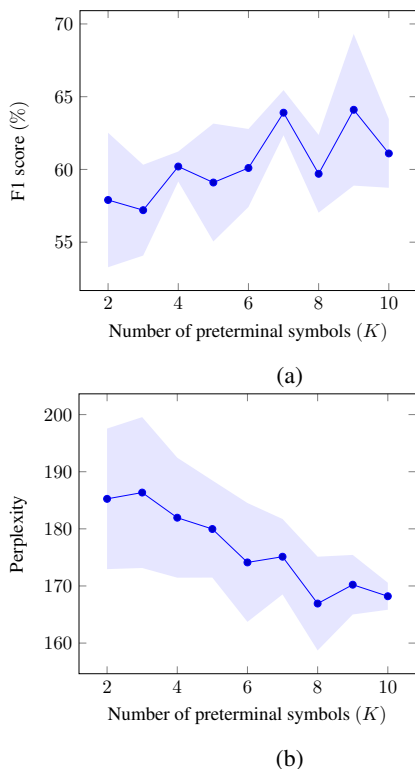 70
65
60
55
F1 score (%)
2 4 6 8 10
Number of preterminal symbols (K)
(a)
200
190
180
170
160
Perplexity
2 4 6 8 10
Number of preterminal symbols (K)
(b)